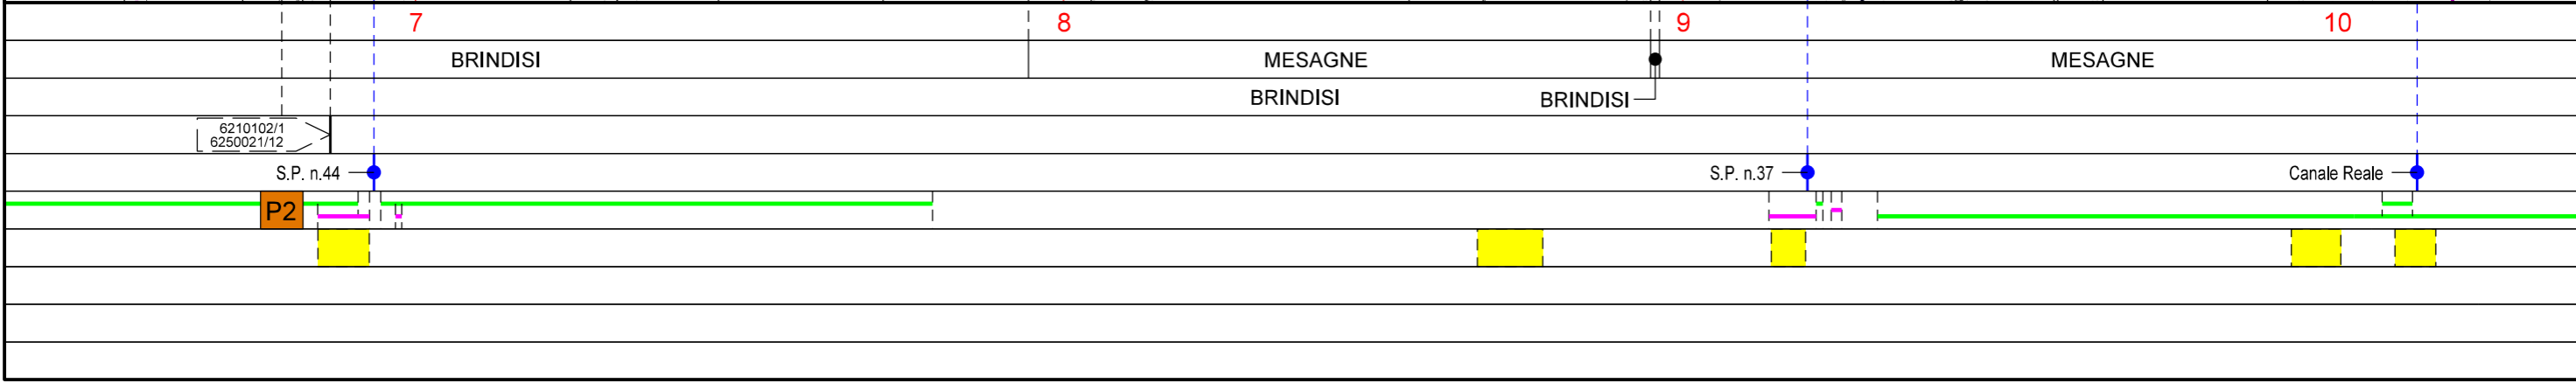 7 8 9 10
BRINDISI MESAGNE MESAGNE
BRINDISI BRINDISI
6210102/1
6250021/12
S.P. n.44 S.P. n.37 Canale Reale
P2